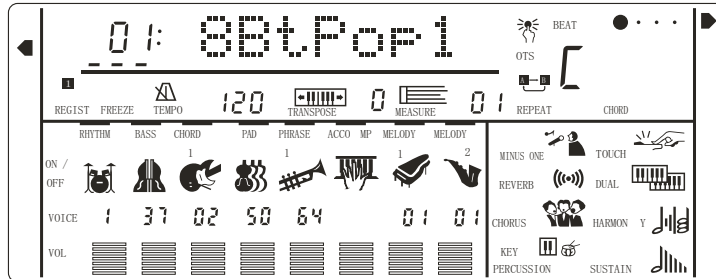 01: 8BtPop1
BEAT
OTS
1
A - B
C
REGIST FREEZE TEMPO 120 TRANSPOSE 0 MEASURE 01 REPEAT CHORD
RHYTHM BASS CHORD PAD PHRASE ACCO MP MELODY MELODY
1 1 1 2
ON /
OFF
MINUS ONE TOUCH
REVERB DUAL
VOICE 1 37 02 50 64 01 01
CHORUS HARMON Y
VOL
KEY
PERCUSSION SUSTAIN